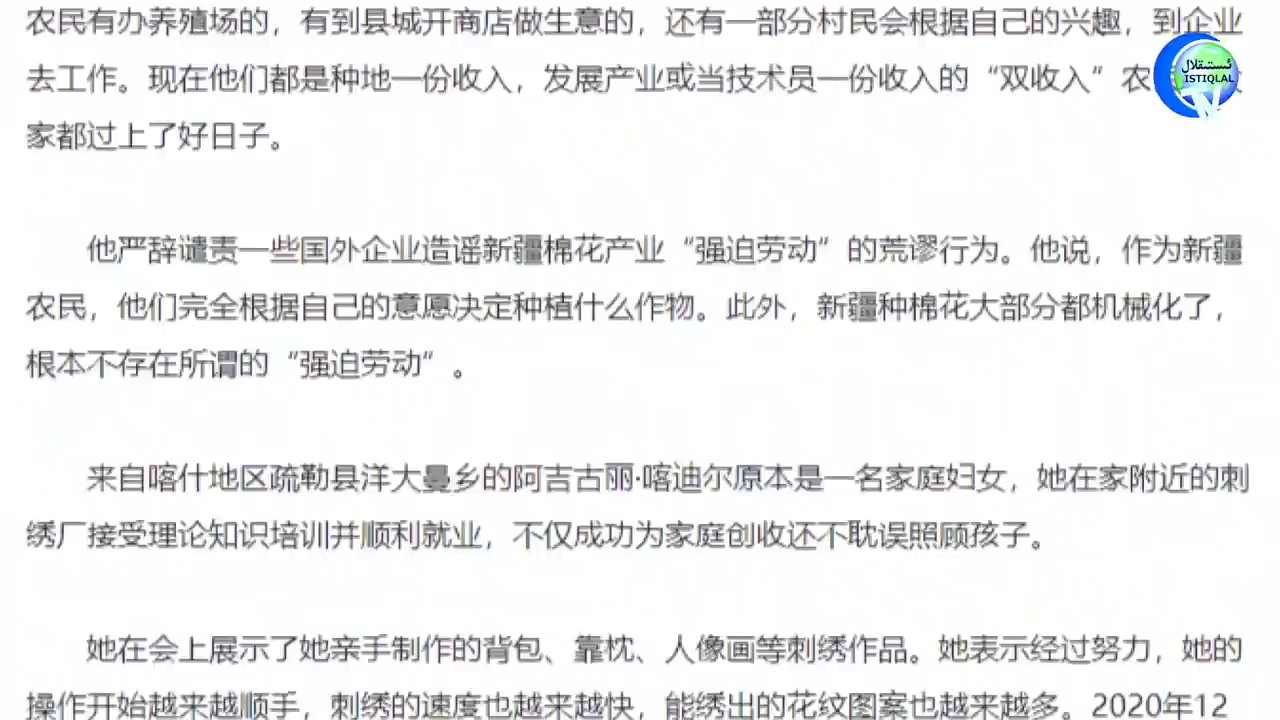 农民有办养殖场的，有到县城开商店做生意的，还有一部分村民会根据自己的兴趣，到企业
去工作。现在他们都是种地一份收入，发展产业或当技术员一份收入的“双收入”农
家都过上了好日子。
他严辞谴责一些国外企业造谣新疆棉花产业“强迫劳动”的荒谬行为。他说，作为新疆
农民，他们完全根据自己的意愿决定种植什么作物。此外，新疆种棉花大部分都机械化了，
根本不存在所谓的“强迫劳动”。
来自喀什地区疏勒县洋大曼乡的阿吉古丽·喀迪尔原本是一名家庭妇女，她在家附近的刺
绣厂接受理论知识培训并顺利就业，不仅成功为家庭创收还不耽误照顾孩子。
她在会上展示了她亲手制作的背包、靠枕、人像画等刺绣作品。她表示经过努力，她的
操作开始越来越顺手，刺绣的速度也越来越快，能绣出的花纹图案也越来越多。2020年12
ئىستىقلال
ISTIQLAL
TV